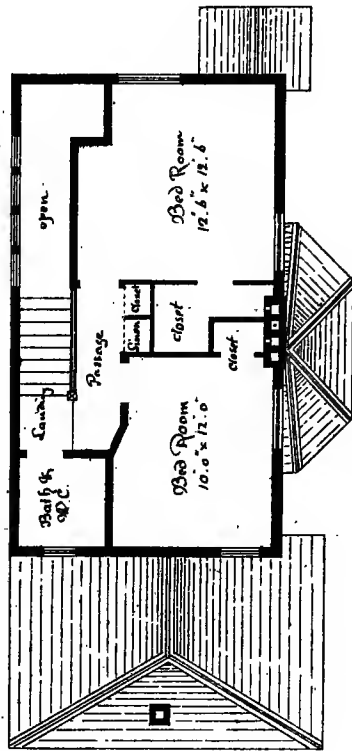 open
Bed Room
12'.6" x 12'.6"
Passage
Linen
Closet
closet
closet
Landing
Bath &
W.C.
Bed Room
10'.0" x 12'.0"